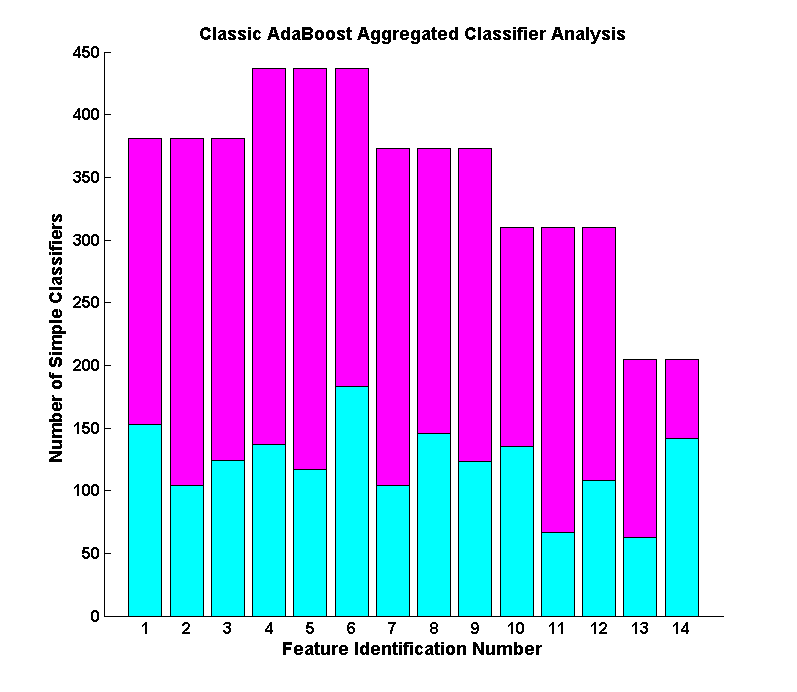 Classic AdaBoost Aggregated Classifier Analysis
450
400
350
300
250
200
150
100
50
0
Number of Simple Classifiers
1 2 3 4 5 6 7 8 9 10 11 12 13 14
Feature Identification Number